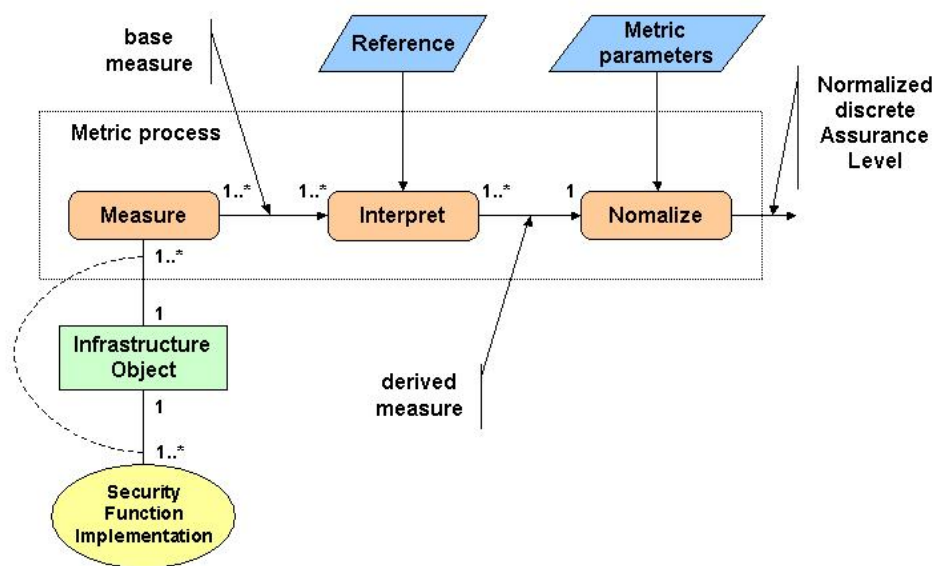 base
measure
Reference
Metric
parameters
Normalized
discrete
Assurance
Level
Metric process
1..*
1..*
1..*
1
Measure
Interpret
Nomalize
1..*
1
Infrastructure
Object
derived
measure
1
1..*
Security
Function
Implementation